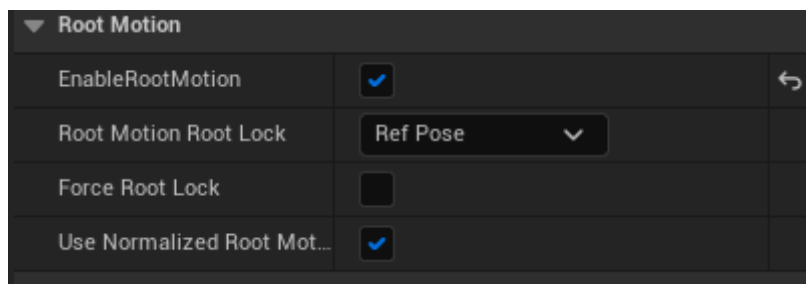 Root Motion
EnableRootMotion
Root Motion Root Lock
Ref Pose
Force Root Lock
Use Normalized Root Mot...